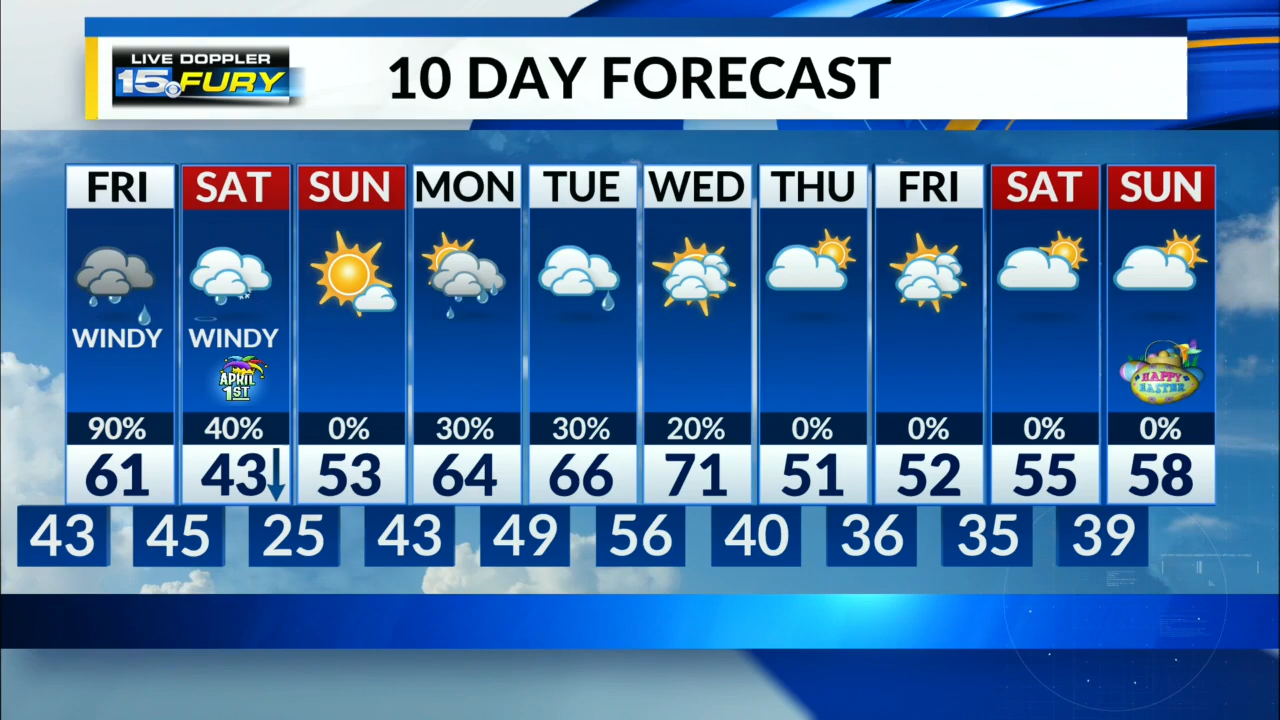 LIVE DOPPLER
15 FURY
10 DAY FORECAST
FRI SAT SUN MON TUE WED THU FRI SAT SUN
WINDY WINDY
APRIL
1ST
HAPPY
EASTER
90% 40% 0% 30% 30% 20% 0% 0% 0% 0%
61 43 53 64 66 71 51 52 55 58
43 45 25 43 49 56 40 36 35 39